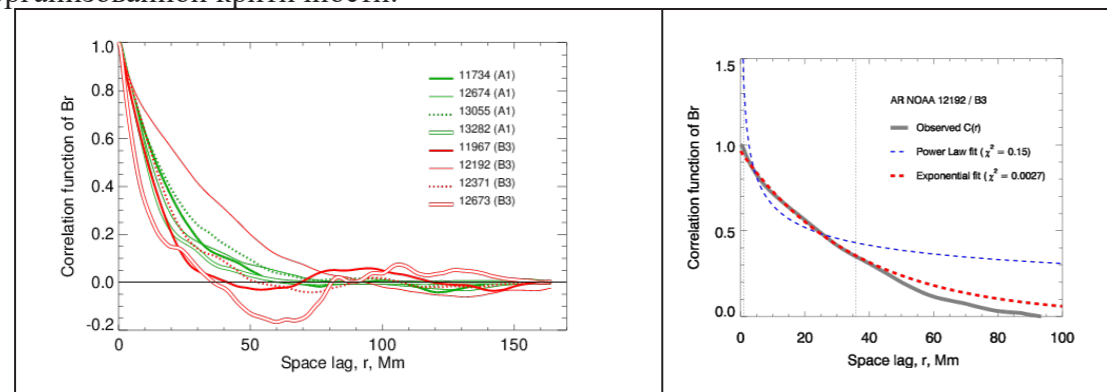 организованной критичности.
1.0
0.8
0.6
0.4
0.2
0.0
-0.2
Correlation function of Br
11734 (A1)
12674 (A1)
13055 (A1)
13282 (A1)
11967 (B3)
12192 (B3)
12371 (B3)
12673 (B3)
0
50
100
150
Space lag, r, Mm
1.5
1.0
0.5
0.0
Correlation function of Br
AR NOAA 12192 / B3
Observed C(r)
Power Law fit (χ² = 0.15)
Exponential fit (χ² = 0.0027)
0
20
40
60
80
100
Space lag, r, Mm